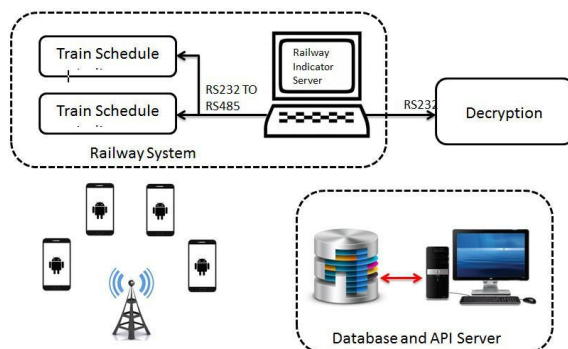 Train Schedule
Railway
Indicator
Server
RS232 TO
RS485
RS232
Train Schedule
Decryption
Railway System
Database and API Server